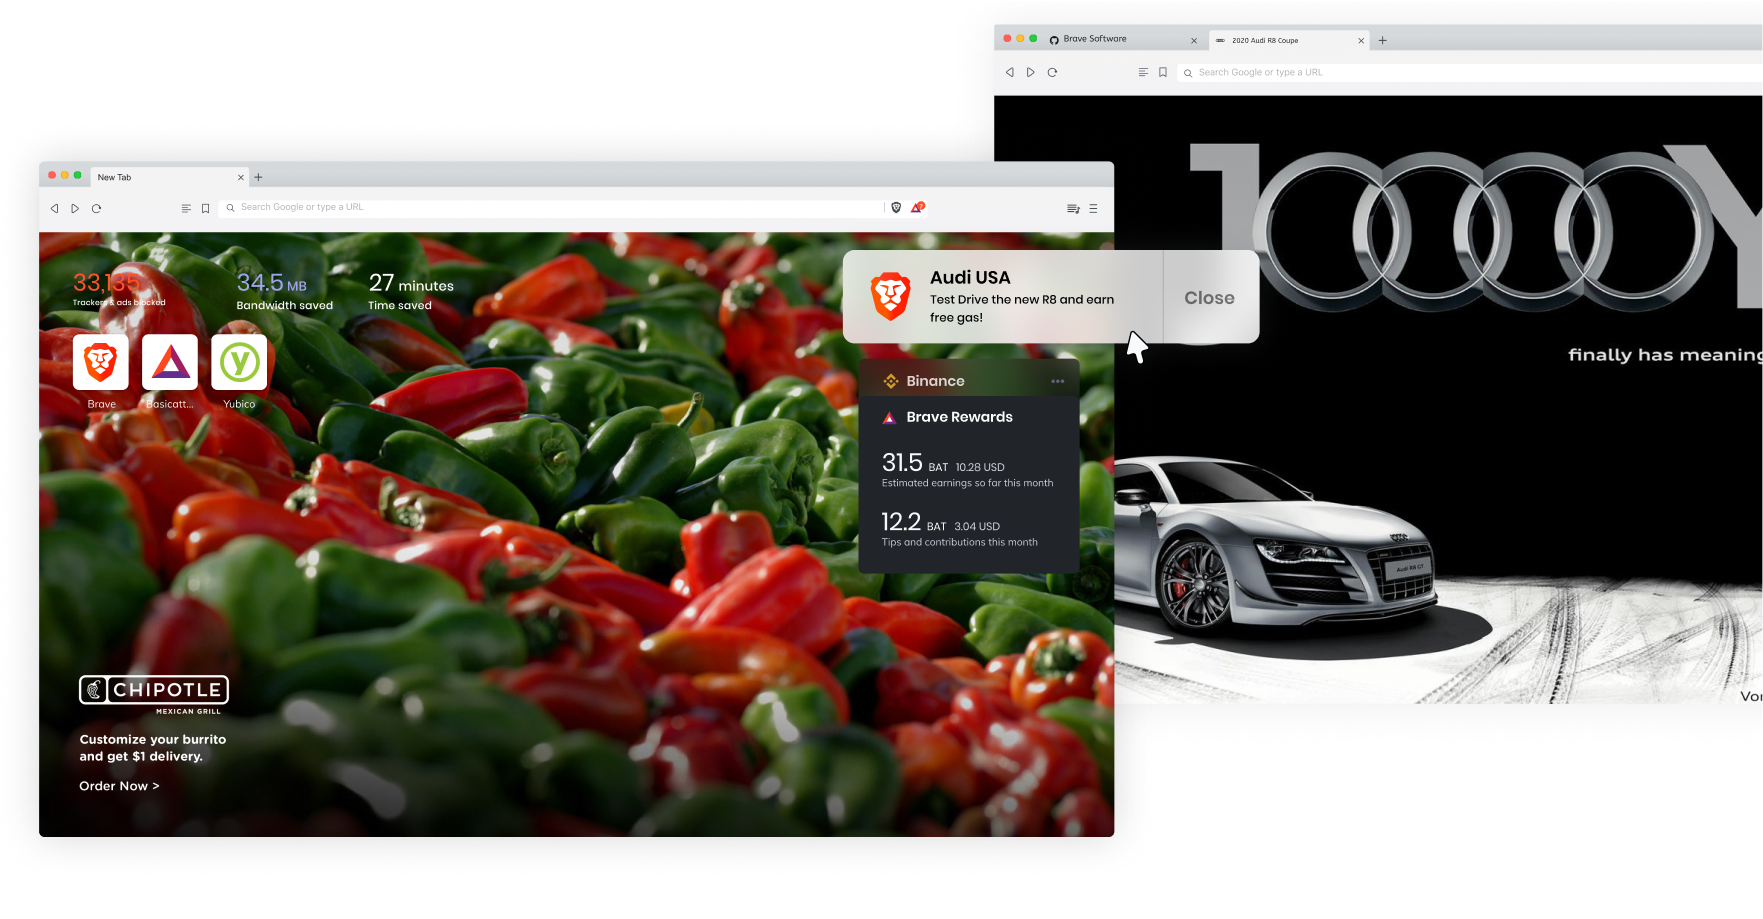 Brave Software
2020 Audi R8 Coupe
Search Google or type a URL
1000Y
finally has meaning
Audi R8 GT
Vor
New Tab
Search Google or type a URL
33,135
Trackers & ads blocked
34.5 MB
Bandwidth saved
27 minutes
Time saved
Brave
Basicatt...
Yubico
Audi USA
Test Drive the new R8 and earn
free gas!
Close
Binance
Brave Rewards
31.5 BAT 10.28 USD
Estimated earnings so far this month
12.2 BAT 3.04 USD
Tips and contributions this month
CHIPOTLE
MEXICAN GRILL
Customize your burrito
and get $1 delivery.
Order Now >